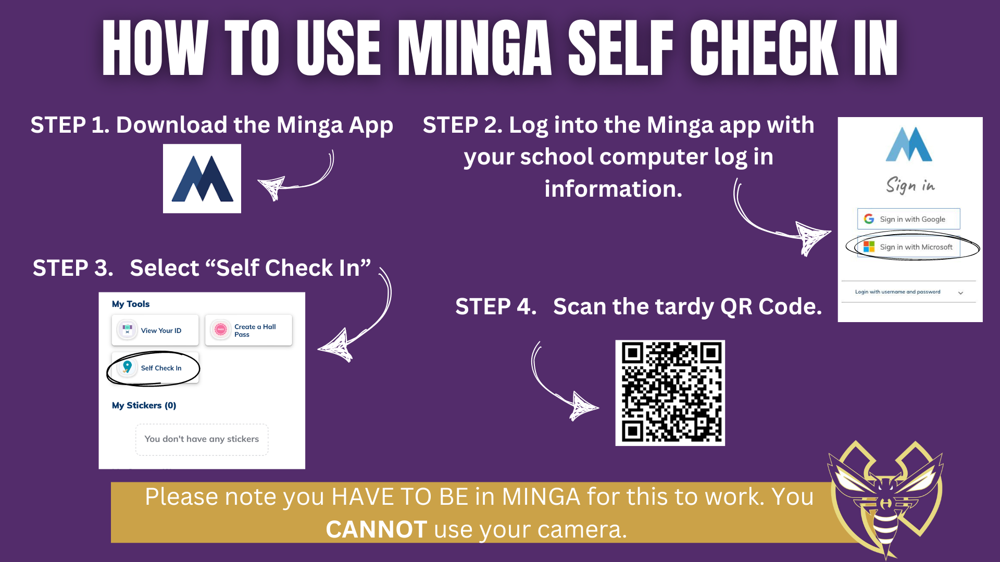 HOW TO USE MINGA SELF CHECK IN
STEP 1. Download the Minga App
STEP 2. Log into the Minga app with
your school computer log in
information.
Sign in
Sign in with Google
Sign in with Microsoft
Login with username and password
STEP 3. Select “Self Check In”
My Tools
View Your ID
Create a Hall
Pass
PASS
Self Check In
My Stickers (0)
You don't have any stickers
STEP 4. Scan the tardy QR Code.
Please note you HAVE TO BE in MINGA for this to work. You
CANNOT use your camera.
H